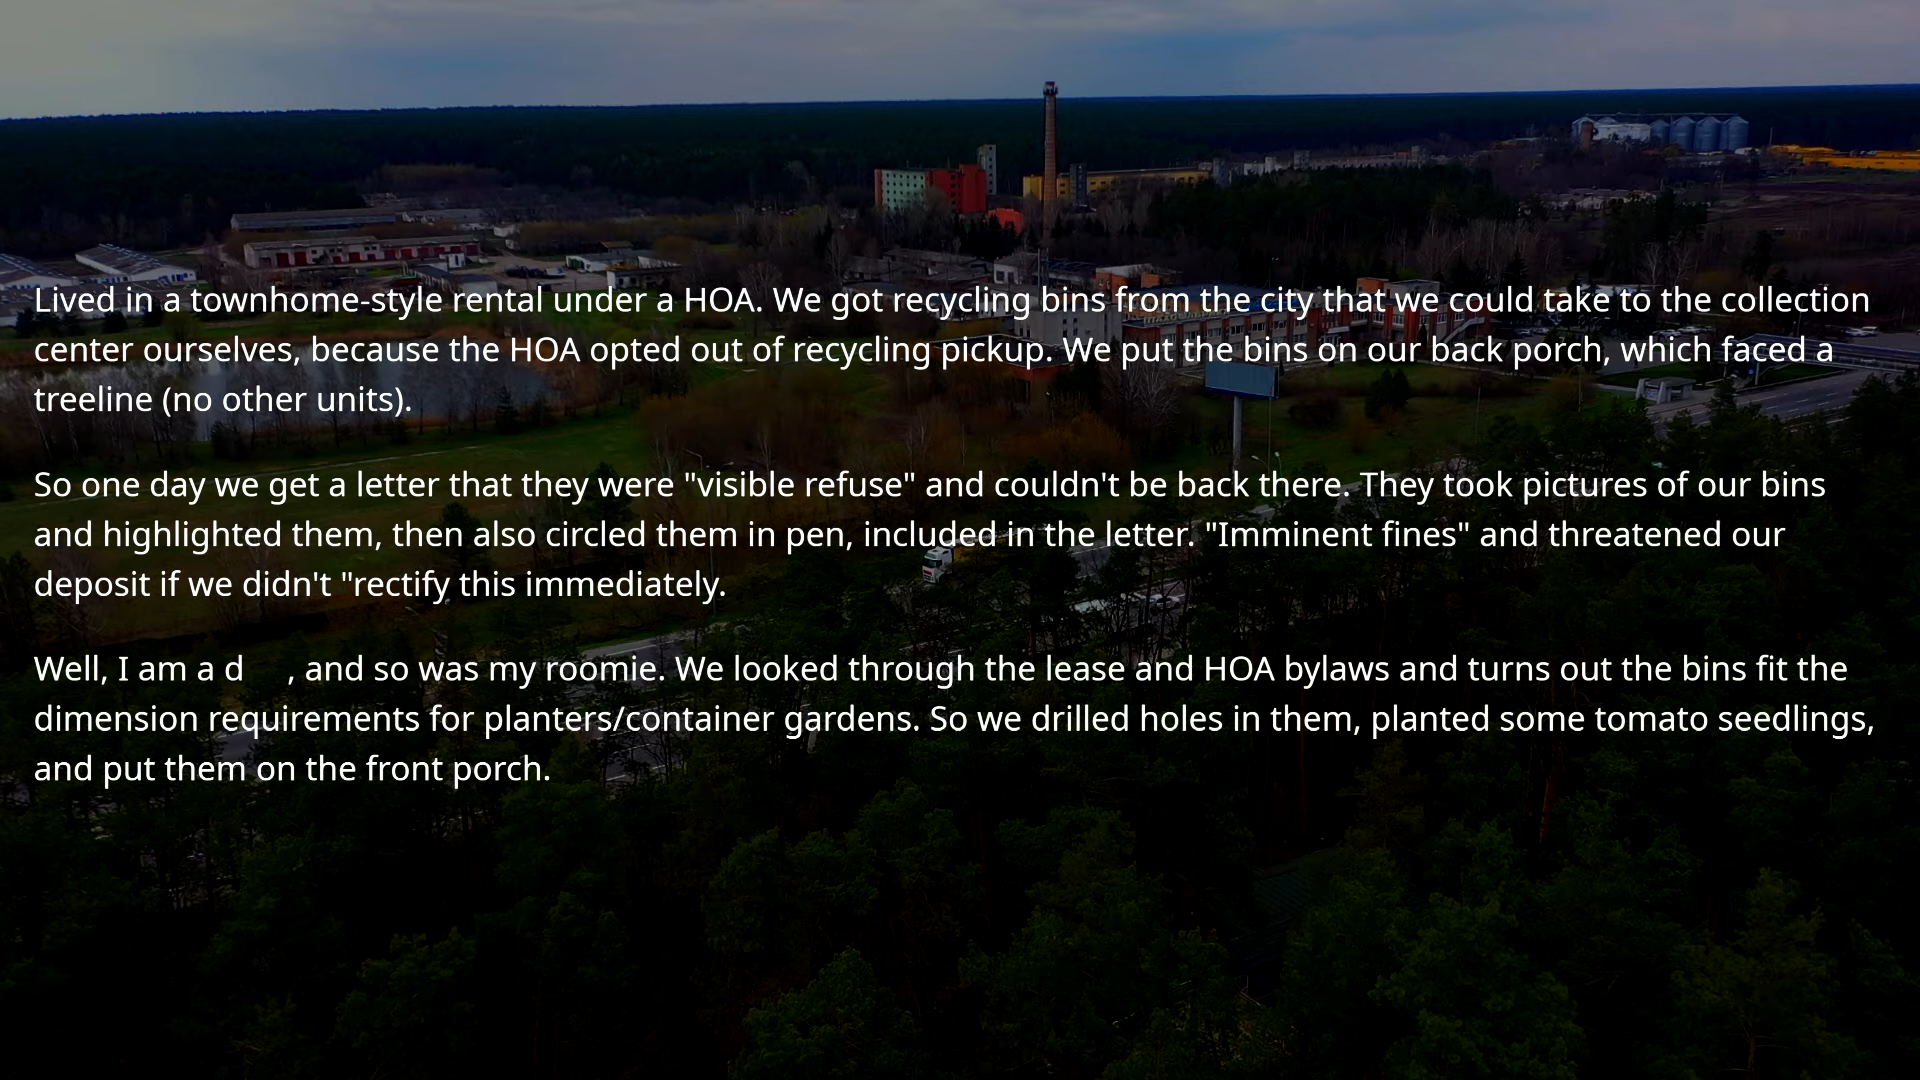 Lived in a townhome-style rental under a HOA. We got recycling bins from the city that we could take to the collection
center ourselves, because the HOA opted out of recycling pickup. We put the bins on our back porch, which faced a
treeline (no other units).
So one day we get a letter that they were "visible refuse" and couldn't be back there. They took pictures of our bins
and highlighted them, then also circled them in pen, included in the letter. "Imminent fines" and threatened our
deposit if we didn't "rectify this immediately.
Well, I am a d , and so was my roomie. We looked through the lease and HOA bylaws and turns out the bins fit the
dimension requirements for planters/container gardens. So we drilled holes in them, planted some tomato seedlings,
and put them on the front porch.